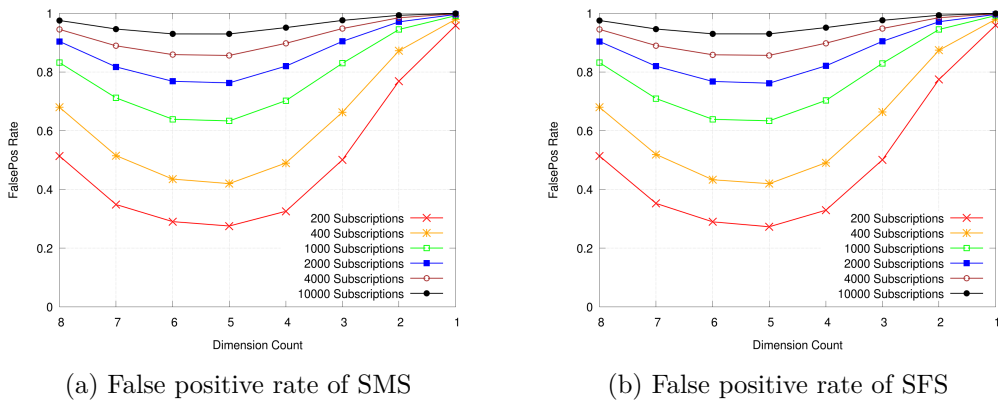 1
0.8
0.6
0.4
0.2
0
FalsePos Rate
200 Subscriptions
400 Subscriptions
1000 Subscriptions
2000 Subscriptions
4000 Subscriptions
10000 Subscriptions
8 7 6 5 4 3 2 1
Dimension Count
(a) False positive rate of SMS
1
0.8
0.6
0.4
0.2
0
FalsePos Rate
200 Subscriptions
400 Subscriptions
1000 Subscriptions
2000 Subscriptions
4000 Subscriptions
10000 Subscriptions
8 7 6 5 4 3 2 1
Dimension Count
(b) False positive rate of SFS